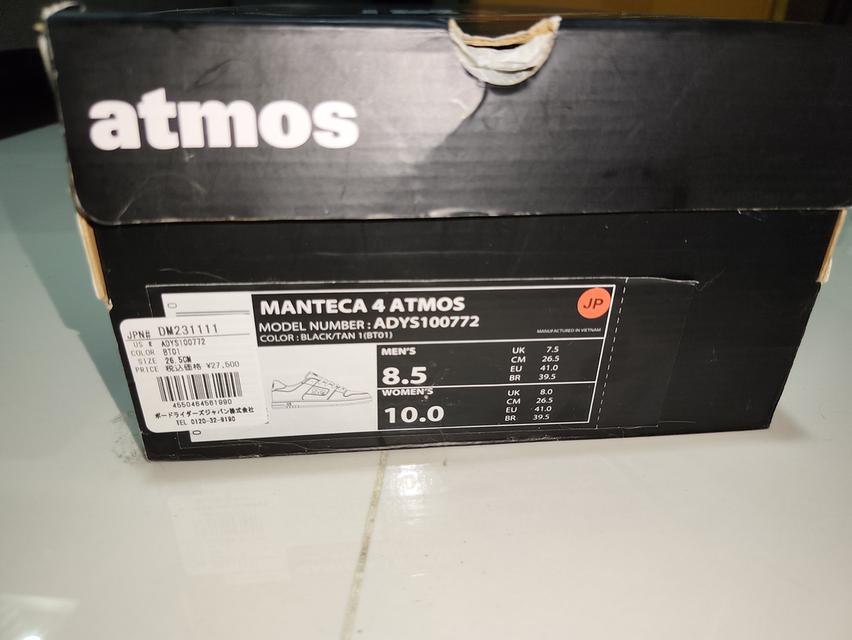 atmos
MANTECA 4 ATMOS
JP
MODEL NUMBER : ADYS100772
COLOR : BLACK/TAN 1(BT01)
MANUFACTURED IN VIETNAM
MEN'S
8.5
UK 7.5
CM 26.5
EU 41.0
BR 39.5
WOMEN'S
10.0
UK 8.0
CM 26.5
EU 41.0
BR 39.5
JPN# DM231111
US # ADYS100772
COLOR BT01
SIZE 26.5CM
PRICE 税込価格 ¥27,500
4550464561990
ボードライダーズジャパン株式会社
TEL 0120-32-9190